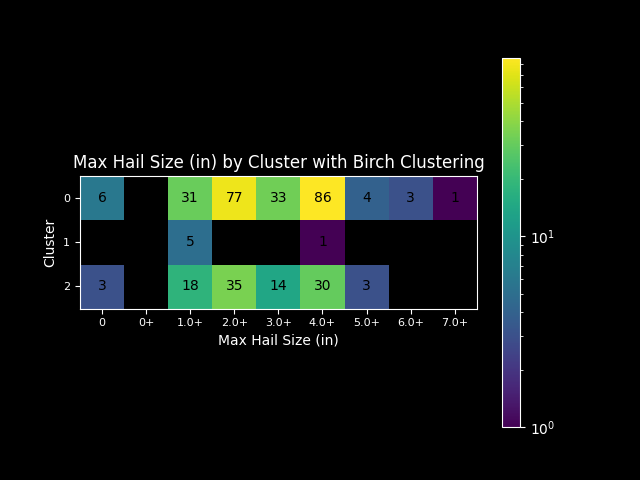 Max Hail Size (in) by Cluster with Birch Clustering
Cluster
0 6 31 77 33 86 4 3 1
1 5 1
2 3 18 35 14 30 3
0 0+ 1.0+ 2.0+ 3.0+ 4.0+ 5.0+ 6.0+ 7.0+
Max Hail Size (in)
10¹
10⁰